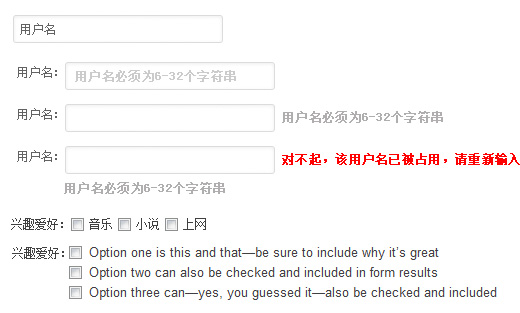 用户名
用户名: 用户名必须为6-32个字符串
用户名: 用户名必须为6-32个字符串
用户名: 对不起，该用户名已被占用，请重新输入
用户名必须为6-32个字符串
兴趣爱好: 音乐 小说 上网
兴趣爱好: Option one is this and that—be sure to include why it's great
Option two can also be checked and included in form results
Option three can—yes, you guessed it—also be checked and included